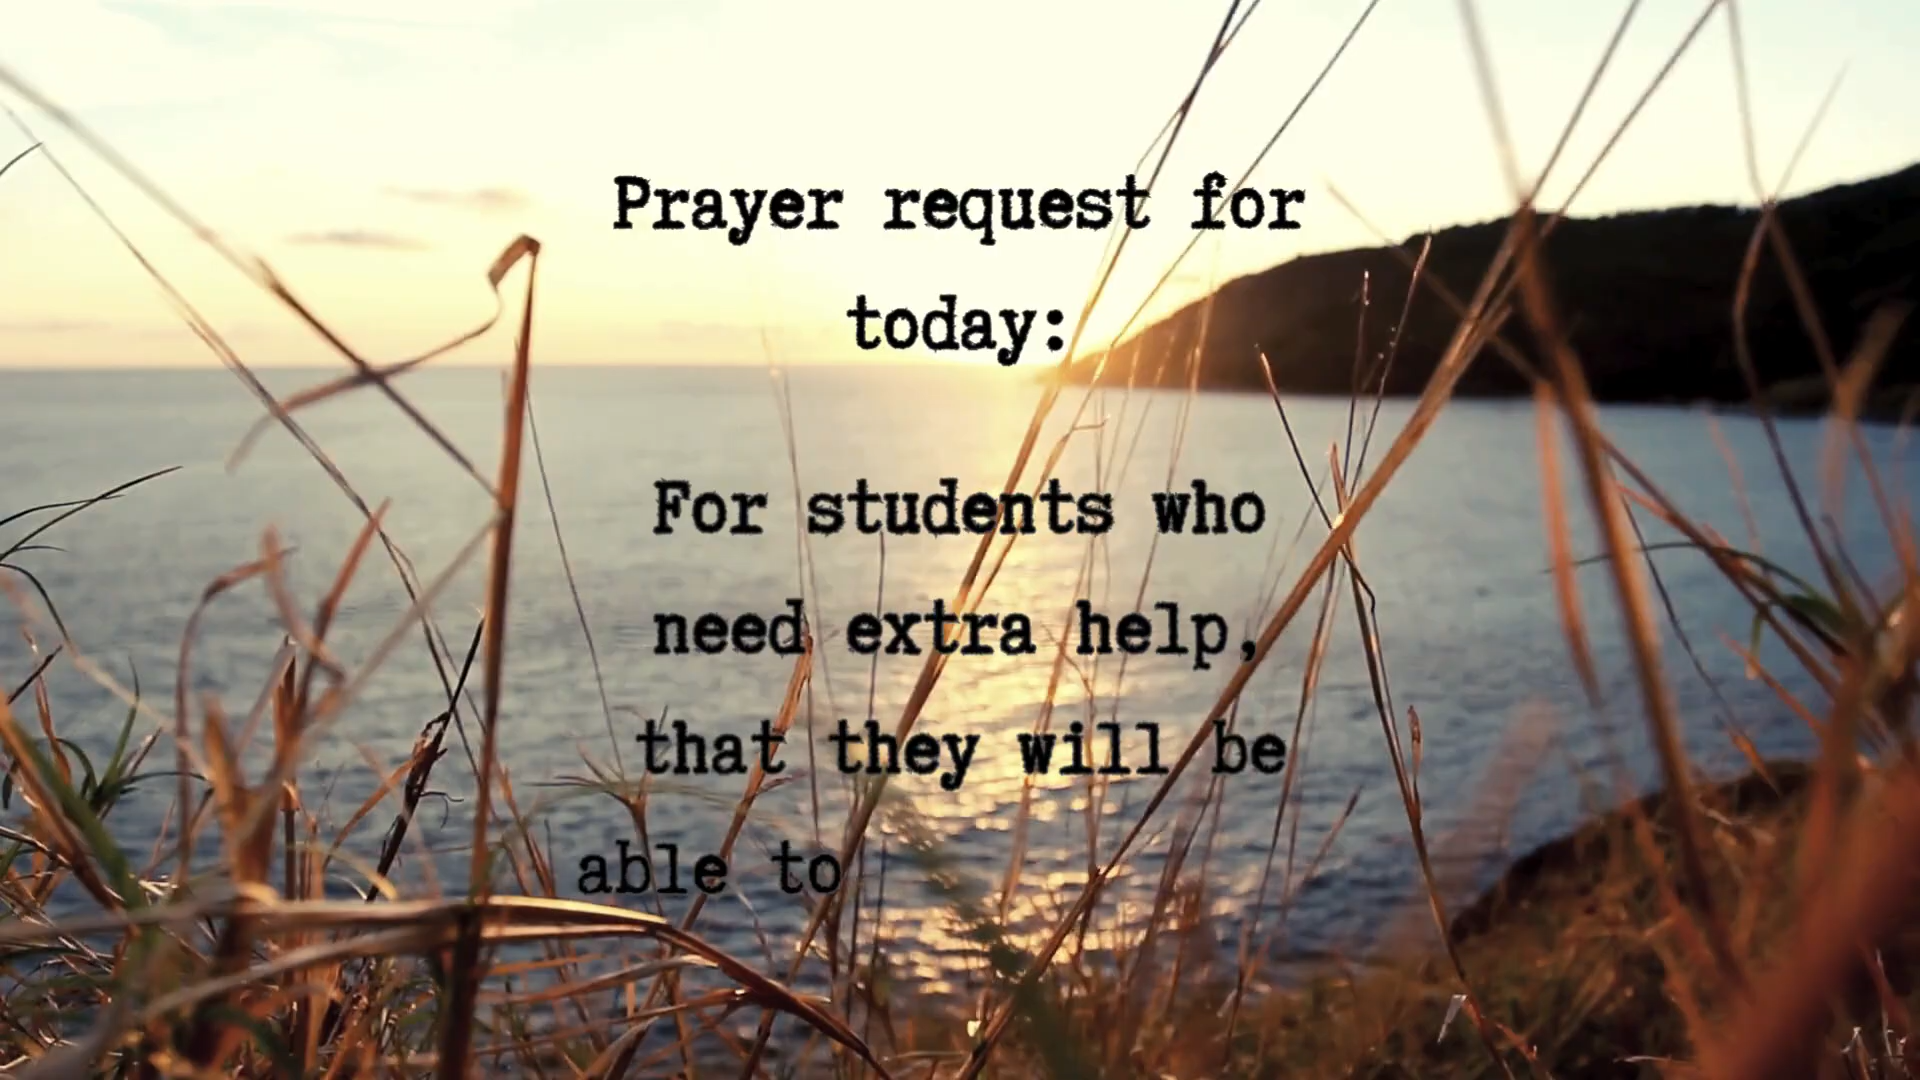 Prayer request for
today:
For students who
need extra help,
that they will be
able to